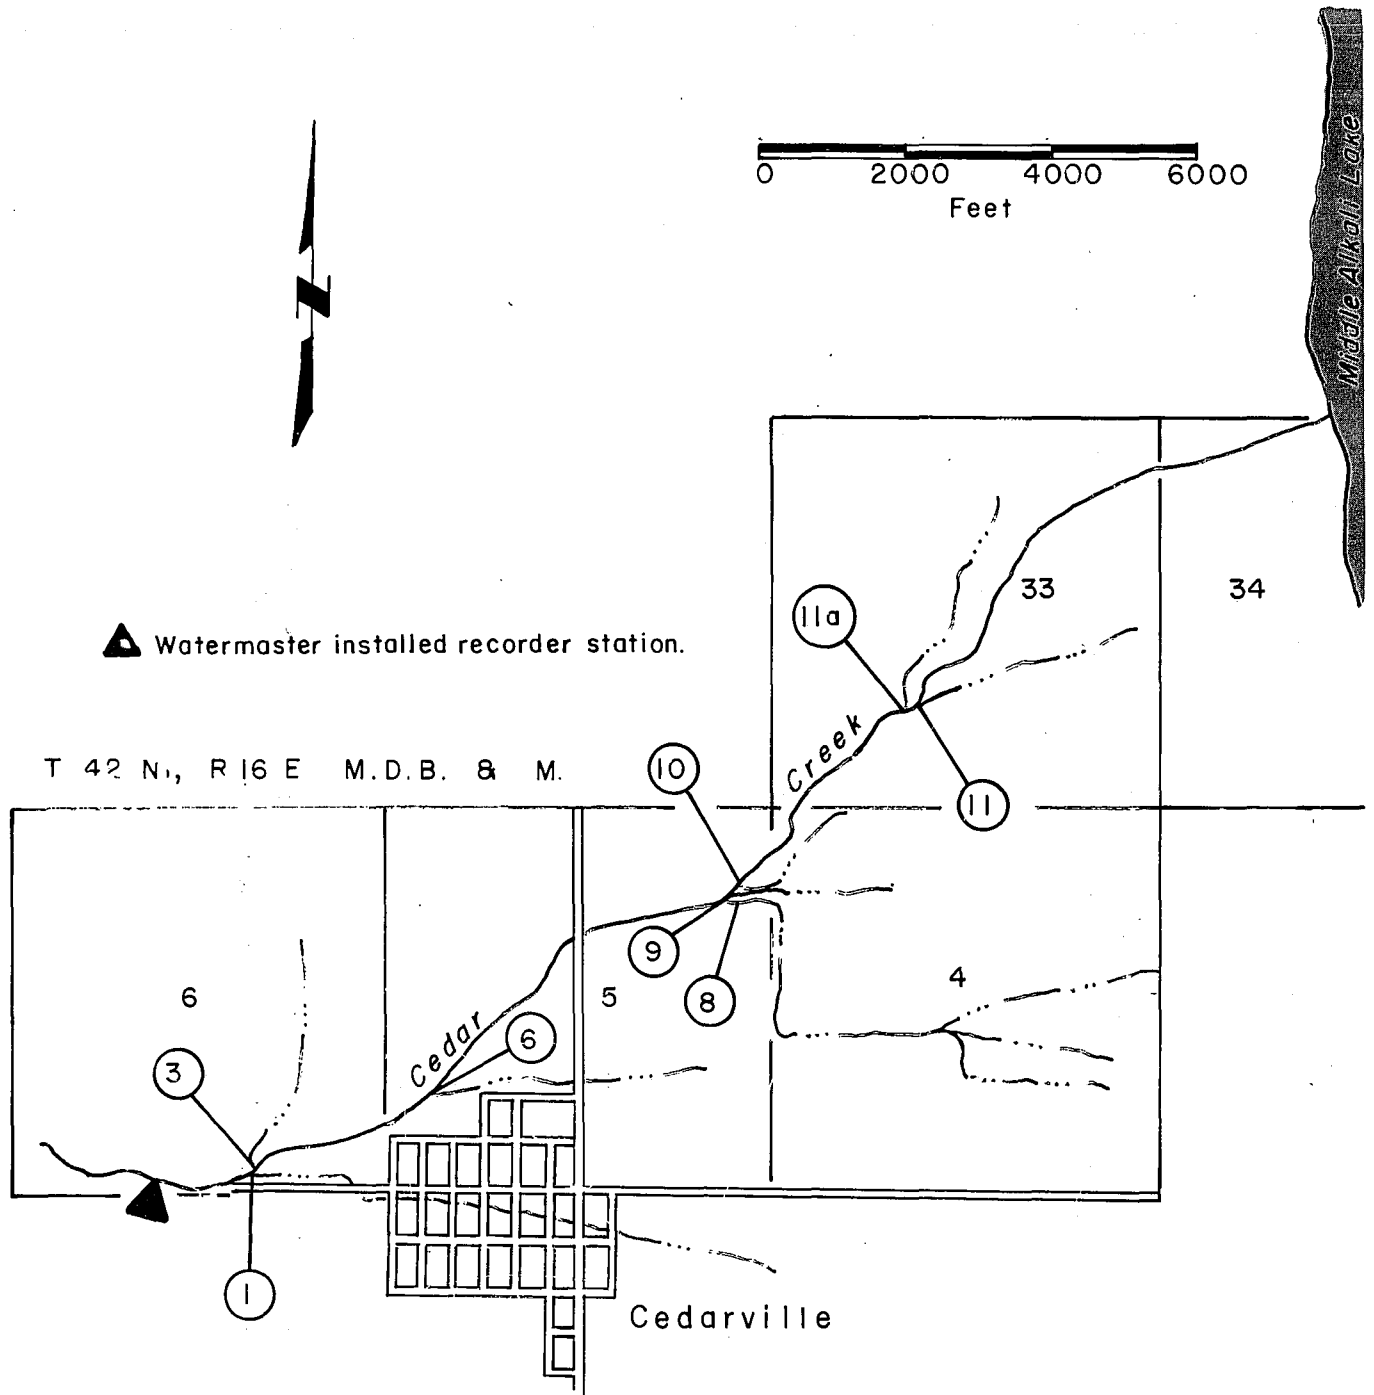 0 2000 4000 6000
Feet
Middle Alkali Lake
N
33
34
11a
Watermaster installed recorder station.
T 42 N., R 16 E M.D.B. & M.
10
Creek
11
9
8
6
5
4
Cedar
6
3
1
Cedarville